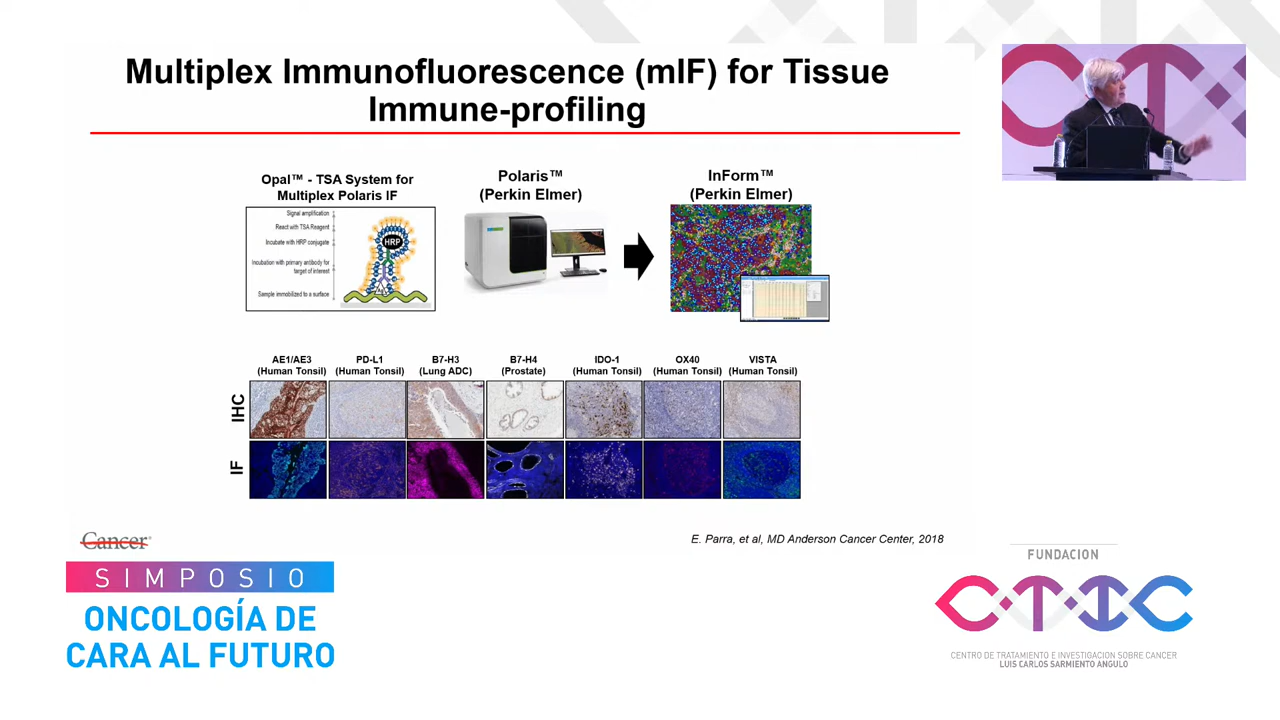 Multiplex Immunofluorescence (mIF) for Tissue
Immune-profiling
Opal™ - TSA System for
Multiplex Polaris IF
Signal amplification
React with TSA Reagent
Incubate with HRP conjugate
Incubation with primary antibody for
target of interest
Sample immobilized to a surface
HRP
Polaris™
(Perkin Elmer)
InForm™
(Perkin Elmer)
AE1/AE3
(Human Tonsil)
PD-L1
(Human Tonsil)
B7-H3
(Lung ADC)
B7-H4
(Prostate)
IDO-1
(Human Tonsil)
OX40
(Human Tonsil)
VISTA
(Human Tonsil)
IHC
IF
E. Parra, et al, MD Anderson Cancer Center, 2018
Cancer
SIMPOSIO
ONCOLOGÍA DE
CARA AL FUTURO
FUNDACION
CTIC
CENTRO DE TRATAMIENTO E INVESTIGACION SOBRE CANCER
LUIS CARLOS SARMIENTO ANGULO